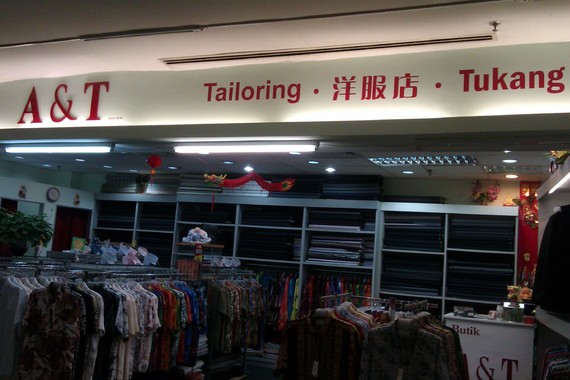 A & T
Tailoring · 洋服店 · Tukang
Butik
A & T